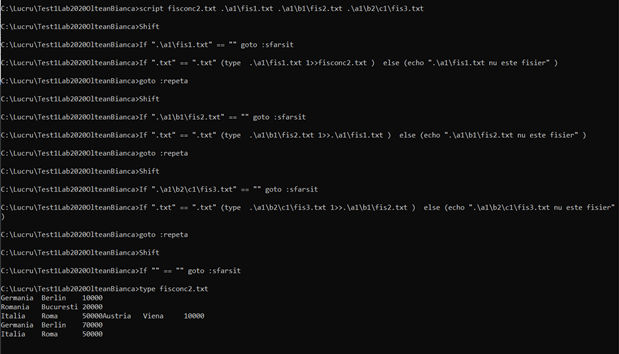 C:\Lucru\Test1Lab2020OlteanBianca>script fisconc2.txt .\a1\fis1.txt .\a1\b1\fis2.txt .\a1\b2\c1\fis3.txt
C:\Lucru\Test1Lab2020OlteanBianca>Shift
C:\Lucru\Test1Lab2020OlteanBianca>If ".\a1\fis1.txt" == "" goto :sfarsit
C:\Lucru\Test1Lab2020OlteanBianca>If ".txt" == ".txt" (type  .\a1\fis1.txt 1>>fisconc2.txt )  else (echo ".\a1\fis1.txt nu este fisier" )
C:\Lucru\Test1Lab2020OlteanBianca>goto :repeta
C:\Lucru\Test1Lab2020OlteanBianca>Shift
C:\Lucru\Test1Lab2020OlteanBianca>If ".\a1\b1\fis2.txt" == "" goto :sfarsit
C:\Lucru\Test1Lab2020OlteanBianca>If ".txt" == ".txt" (type  .\a1\b1\fis2.txt 1>>.\a1\fis1.txt )  else (echo ".\a1\b1\fis2.txt nu este fisier" )
C:\Lucru\Test1Lab2020OlteanBianca>goto :repeta
C:\Lucru\Test1Lab2020OlteanBianca>Shift
C:\Lucru\Test1Lab2020OlteanBianca>If ".\a1\b2\c1\fis3.txt" == "" goto :sfarsit
C:\Lucru\Test1Lab2020OlteanBianca>If ".txt" == ".txt" (type  .\a1\b2\c1\fis3.txt 1>>.\a1\b1\fis2.txt )  else (echo ".\a1\b2\c1\fis3.txt nu este fisier"
)
C:\Lucru\Test1Lab2020OlteanBianca>goto :repeta
C:\Lucru\Test1Lab2020OlteanBianca>Shift
C:\Lucru\Test1Lab2020OlteanBianca>If "" == "" goto :sfarsit
C:\Lucru\Test1Lab2020OlteanBianca>type fisconc2.txt
Germania  Berlin    10000
Romania   Bucuresti 20000
Italia    Roma      50000Austria   Viena     10000
Germania  Berlin    70000
Italia    Roma      50000